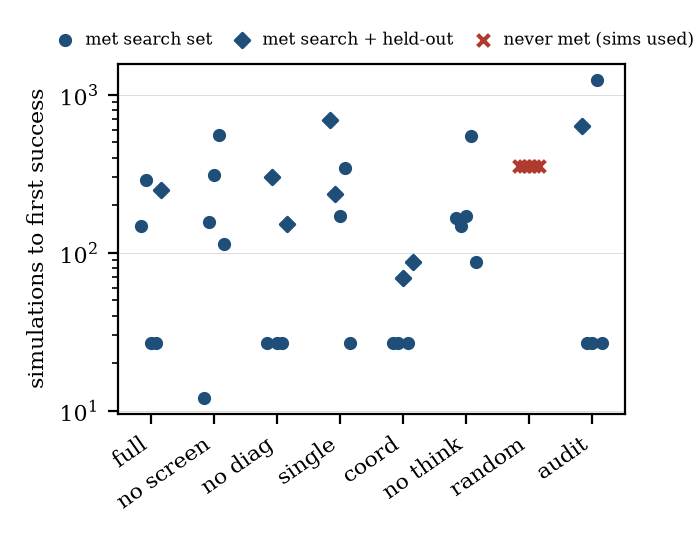 met search set met search + held-out never met (sims used)
simulations to first success
10³
10²
10¹
full
no screen
no diag
single
coord
no think
random
audit